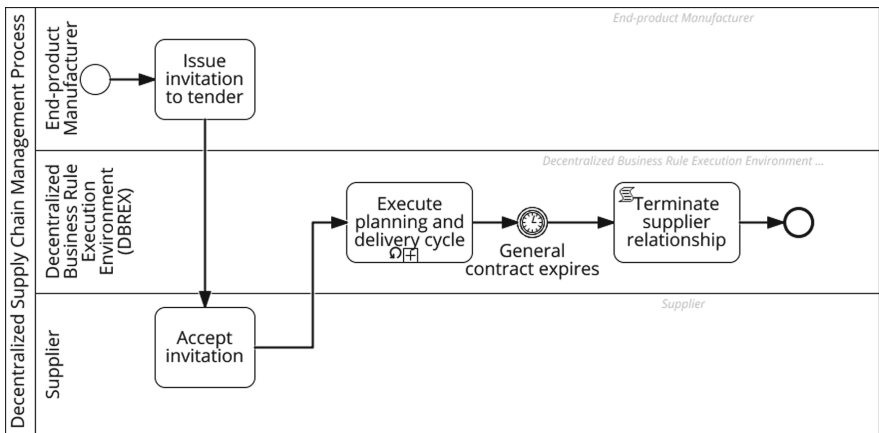 Decentralized Supply Chain Management Process
End-product
Manufacturer
End-product Manufacturer
Issue
invitation
to tender
Decentralized
Business Rule
Execution
Environment
(DBREX)
Decentralized Business Rule Execution Environment ...
Execute
planning and
delivery cycle
General
contract expires
Terminate
supplier
relationship
Supplier
Supplier
Accept
invitation